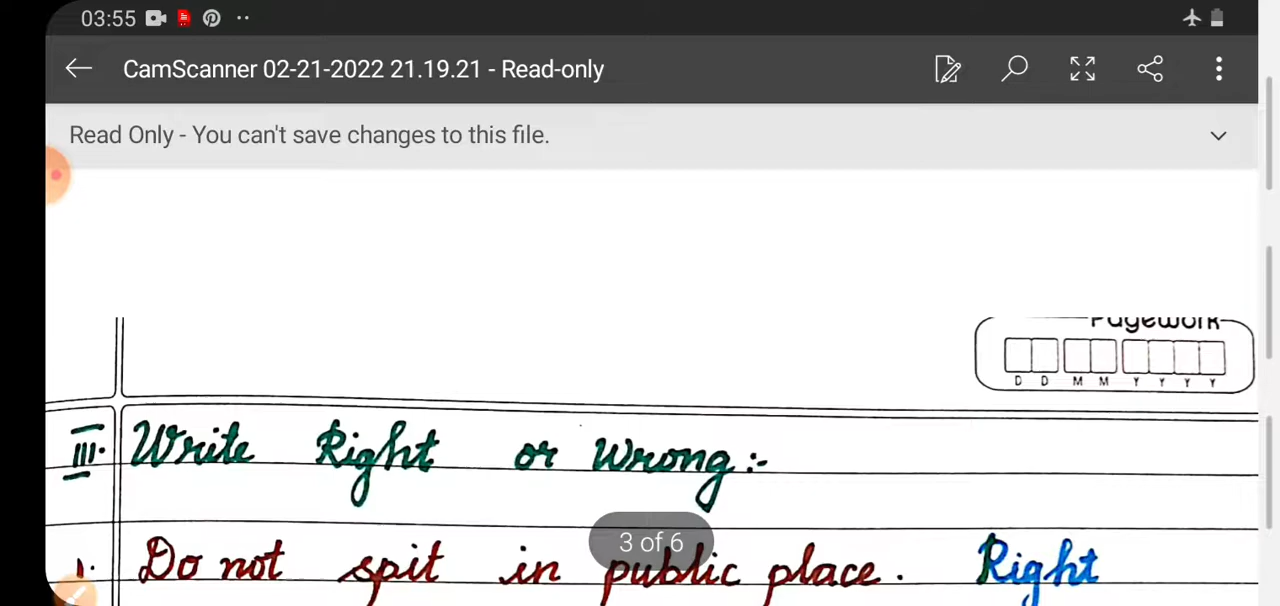 03:55
CamScanner 02-21-2022 21.19.21 - Read-only
Read Only - You can't save changes to this file.
Pagework
D D M M Y Y Y Y
III. Write Right or Wrong :-
3 of 6
1. Do not spit in public place. Right